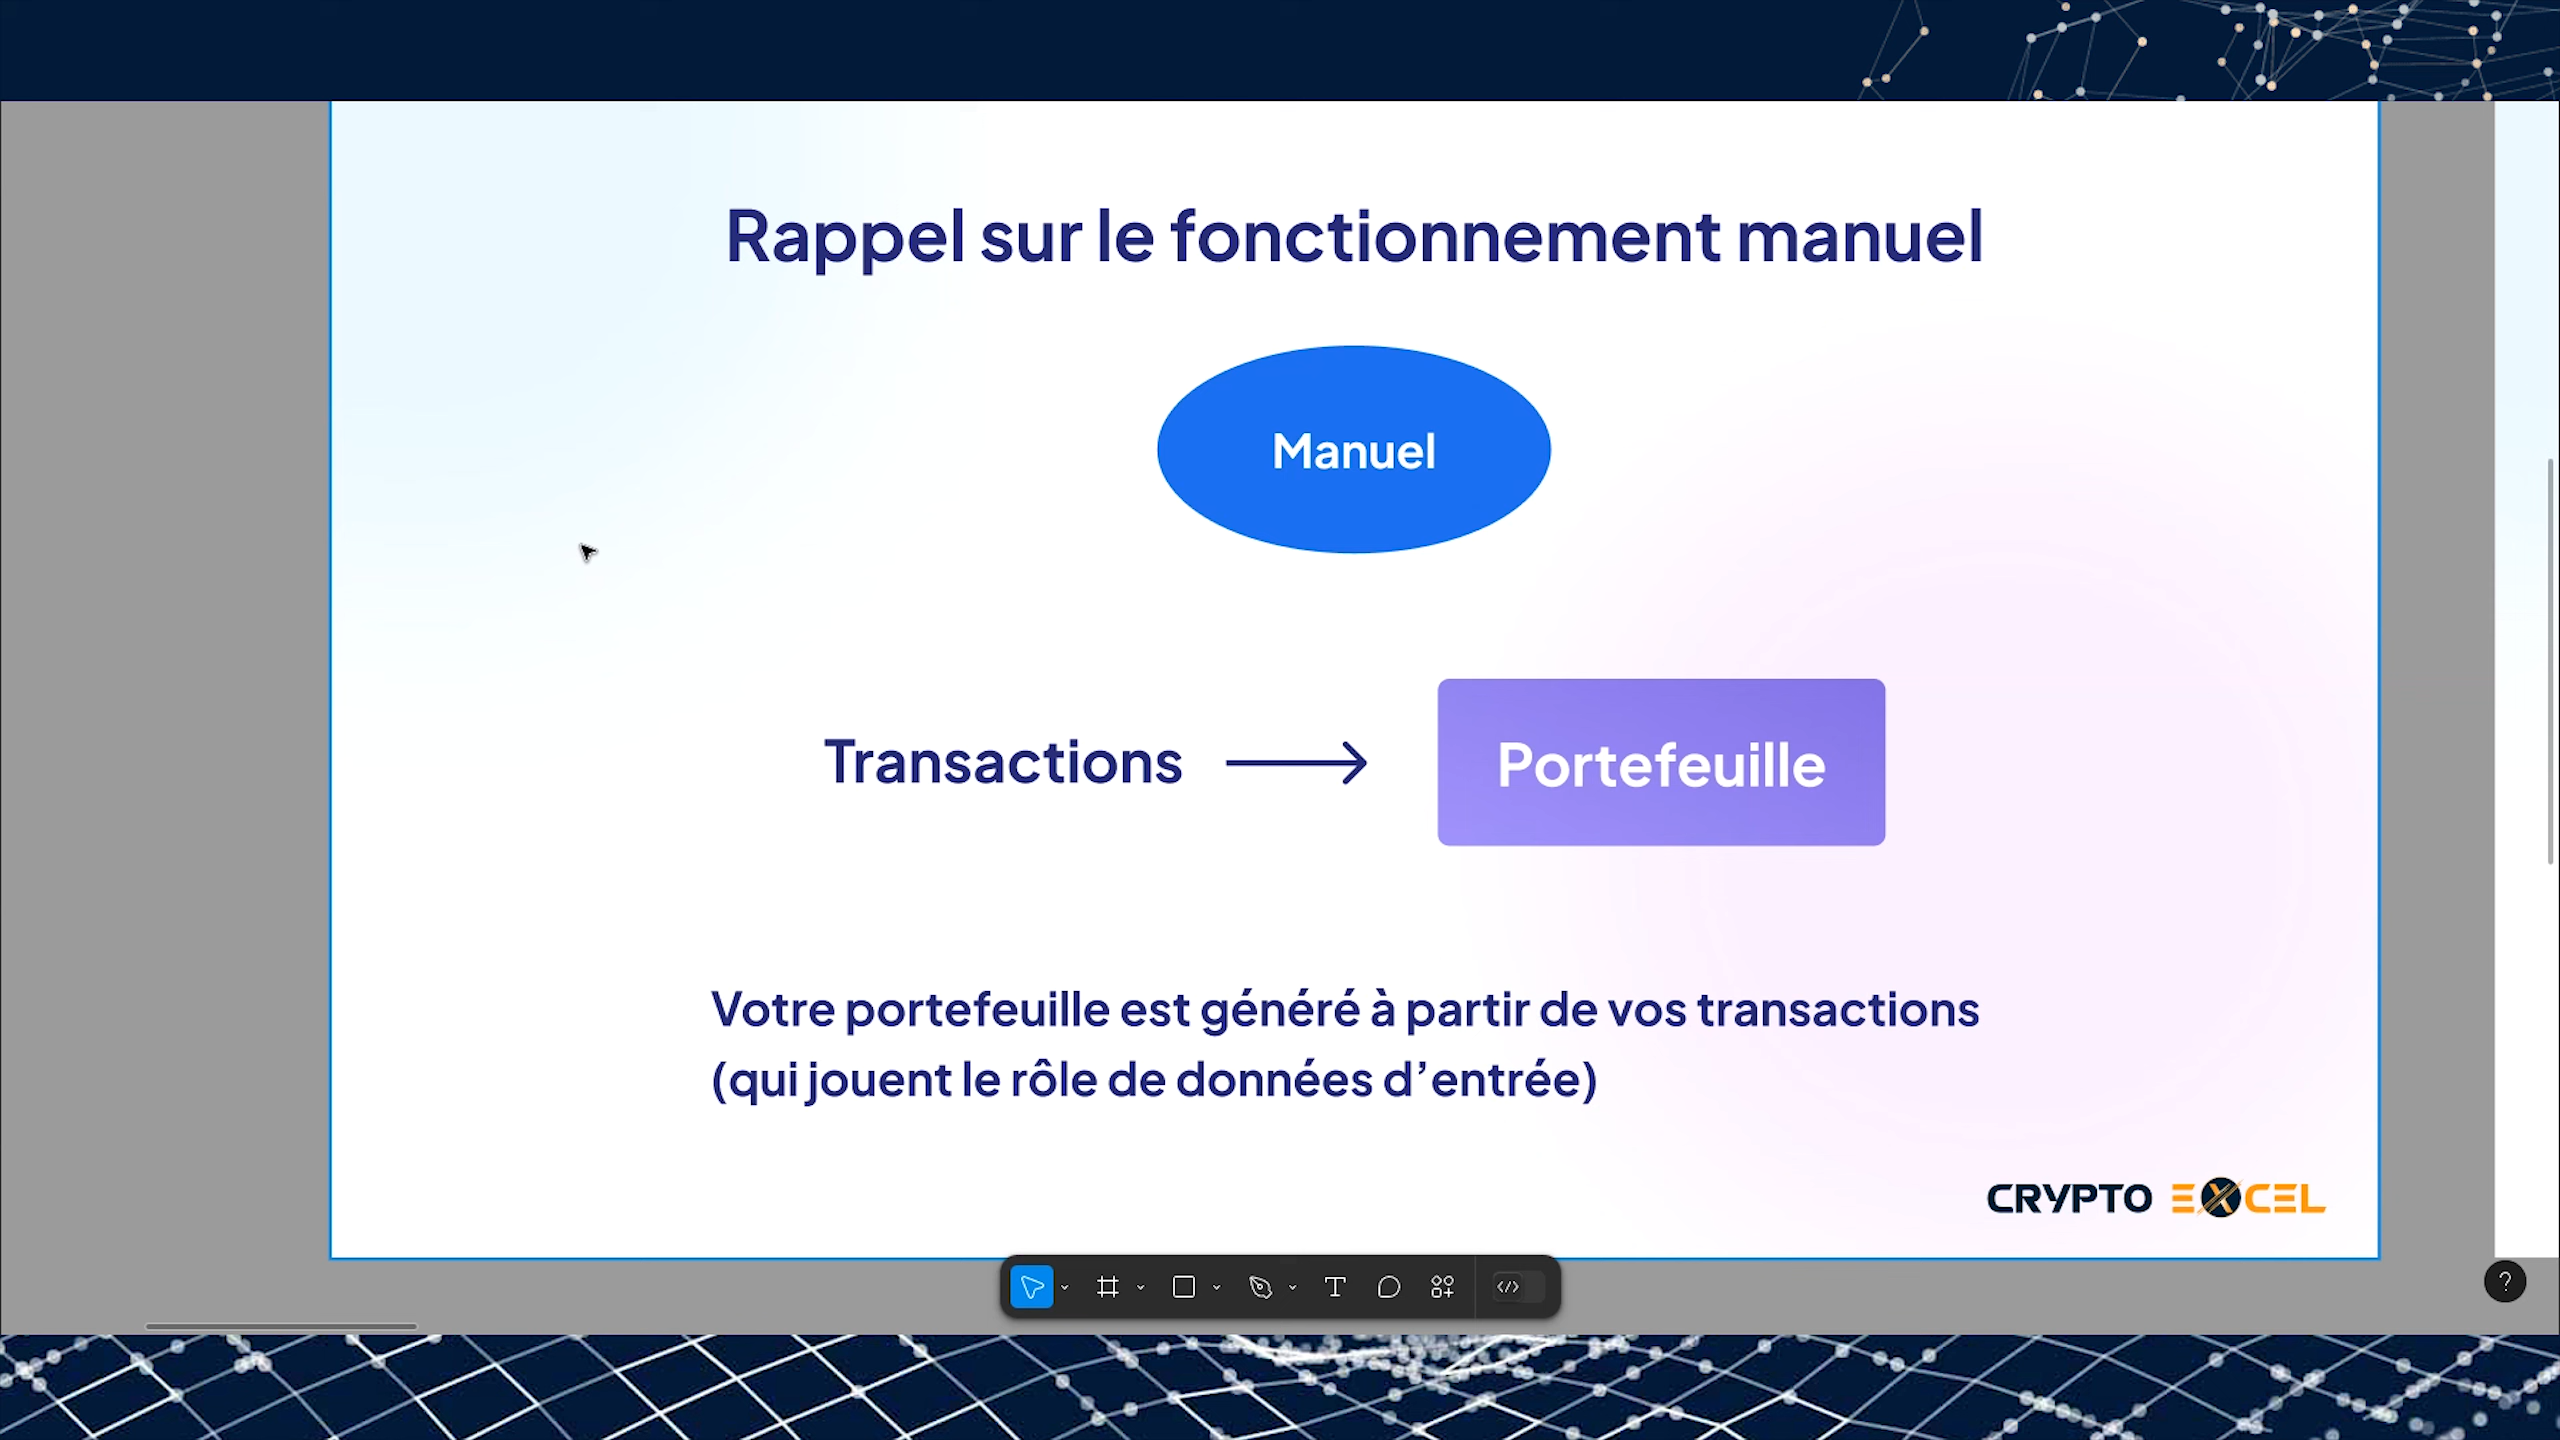 Rappel sur le fonctionnement manuel
Manuel
Transactions
Portefeuille
Votre portefeuille est généré à partir de vos transactions
(qui jouent le rôle de données d’entrée)
CRYPTO EXCEL
?